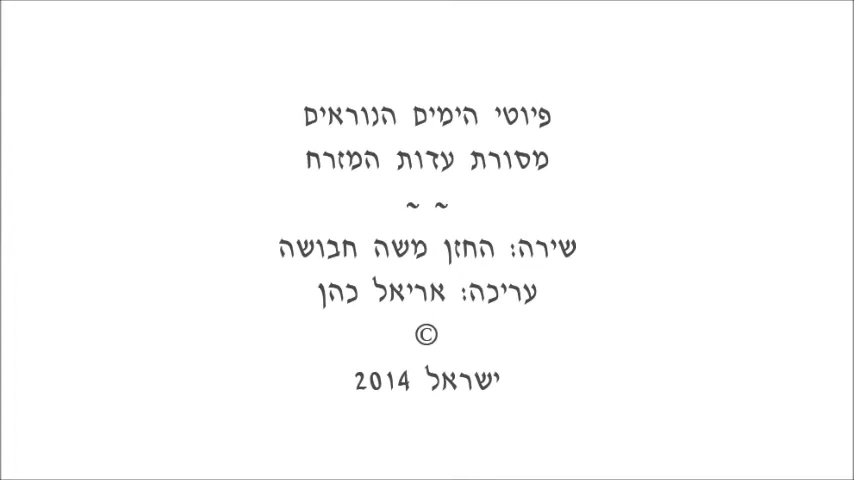 פיוטי הימים הנוראים
מסורת עדות המזרח
~ ~
שירה: החזן משה חבושה
עריכה: אריאל כהן
©
ישראל 2014